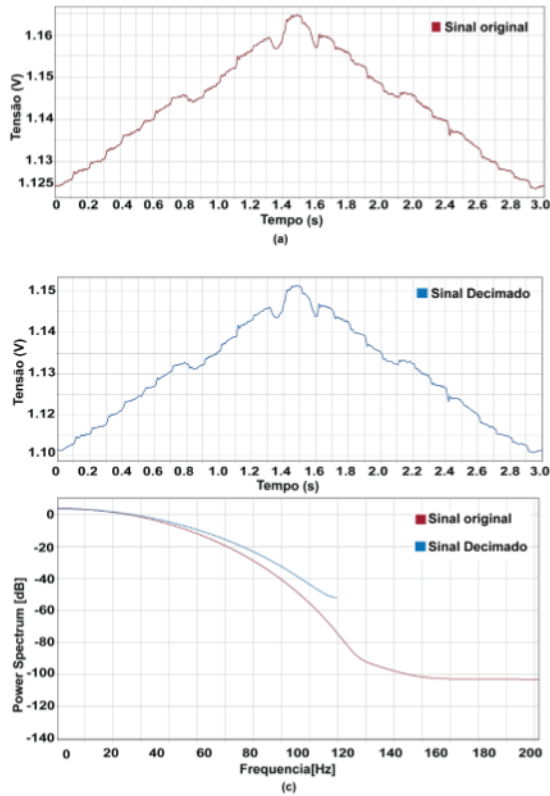 1.16
1.15
1.14
1.13
1.125
Tensão (V)
Sinal original
0 0.2 0.4 0.6 0.8 1.0 1.2 1.4 1.6 1.8 2.0 2.2 2.4 2.6 2.8 3.0
Tempo (s)
(a)
1.15
1.14
1.13
1.12
1.10
Tensão (V)
Sinal Decimado
0 0.2 0.4 0.6 0.8 1.0 1.2 1.4 1.6 1.8 2.0 2.2 2.4 2.6 2.8 3.0
Tempo (s)
0
-20
-40
-60
-80
-100
-120
-140
Power Spectrum [dB]
Sinal original
Sinal Decimado
0 20 40 60 80 100 120 140 160 180 200
Frequencia[Hz]
(c)